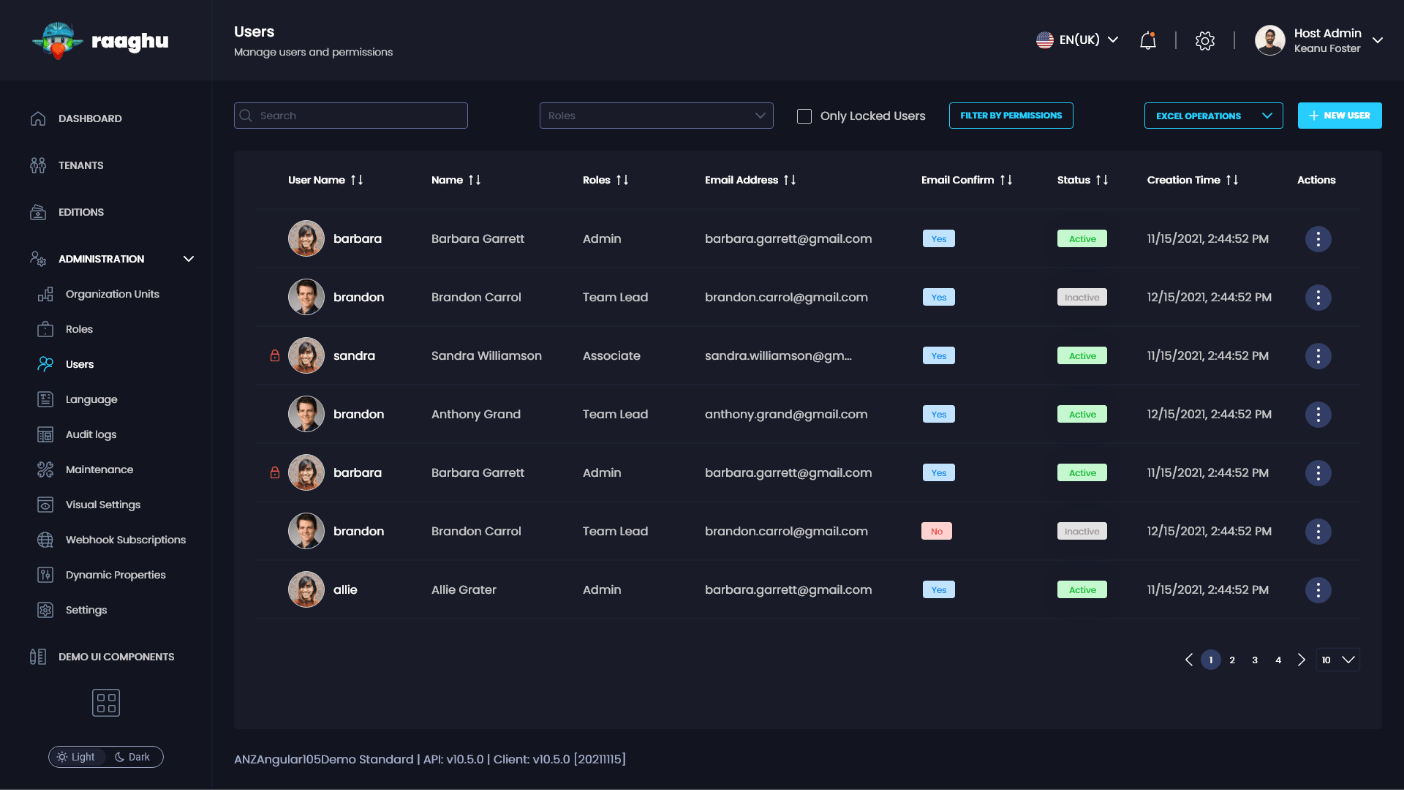 raaghu
Users
Manage users and permissions
EN(UK)
Host Admin
Keanu Foster
DASHBOARD
TENANTS
EDITIONS
ADMINISTRATION
Organization Units
Roles
Users
Language
Audit logs
Maintenance
Visual Settings
Webhook Subscriptions
Dynamic Properties
Settings
DEMO UI COMPONENTS
Light Dark
Search Roles Only Locked Users FILTER BY PERMISSIONS EXCEL OPERATIONS + NEW USER
User Name Name Roles Email Address Email Confirm Status Creation Time Actions
barbara Barbara Garrett Admin barbara.garrett@gmail.com Yes Active 11/15/2021, 2:44:52 PM
brandon Brandon Carrol Team Lead brandon.carrol@gmail.com Yes Inactive 12/15/2021, 2:44:52 PM
sandra Sandra Williamson Associate sandra.williamson@gm... Yes Active 11/15/2021, 2:44:52 PM
brandon Anthony Grand Team Lead anthony.grand@gmail.com Yes Active 12/15/2021, 2:44:52 PM
barbara Barbara Garrett Admin barbara.garrett@gmail.com Yes Active 11/15/2021, 2:44:52 PM
brandon Brandon Carrol Team Lead brandon.carrol@gmail.com No Inactive 12/15/2021, 2:44:52 PM
allie Allie Grater Admin barbara.garrett@gmail.com Yes Active 11/15/2021, 2:44:52 PM
1 2 3 4 10
ANZAngular105Demo Standard | API: v10.5.0 | Client: v10.5.0 [20211115]